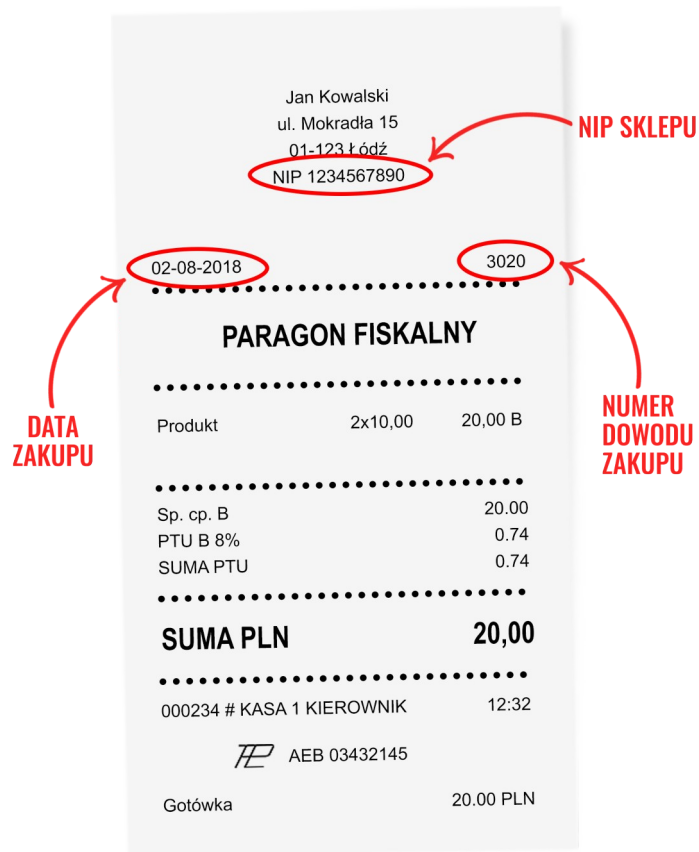 Jan Kowalski
ul. Mokradła 15
01-123 Łódź
NIP 1234567890
NIP SKLEPU
02-08-2018 3020
PARAGON FISKALNY
DATA
ZAKUPU
NUMER
DOWODU
ZAKUPU
Produkt 2x10,00 20,00 B
Sp. cp. B 20.00
PTU B 8% 0.74
SUMA PTU 0.74
SUMA PLN 20,00
000234 # KASA 1 KIEROWNIK 12:32
AEB 03432145
Gotówka 20.00 PLN